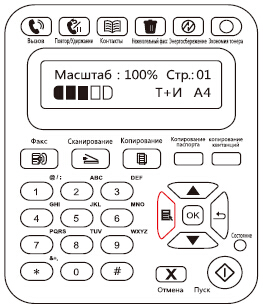 Вызов Повтор/Удержание Контакты Нежелательный факс Энергосбережение Экономия тонера
Масштаб : 100% Стр.: 01
Т+И А4
Факс Сканирование Копирование Копирование паспорта копирование квитанций
@/: ABC DEF
1 2 3
GHI JKL MNO
4 5 6
PQRS TUV WXYZ
7 8 9
&+,
* 0 #
OK
Состояние
X
Отмена Пуск